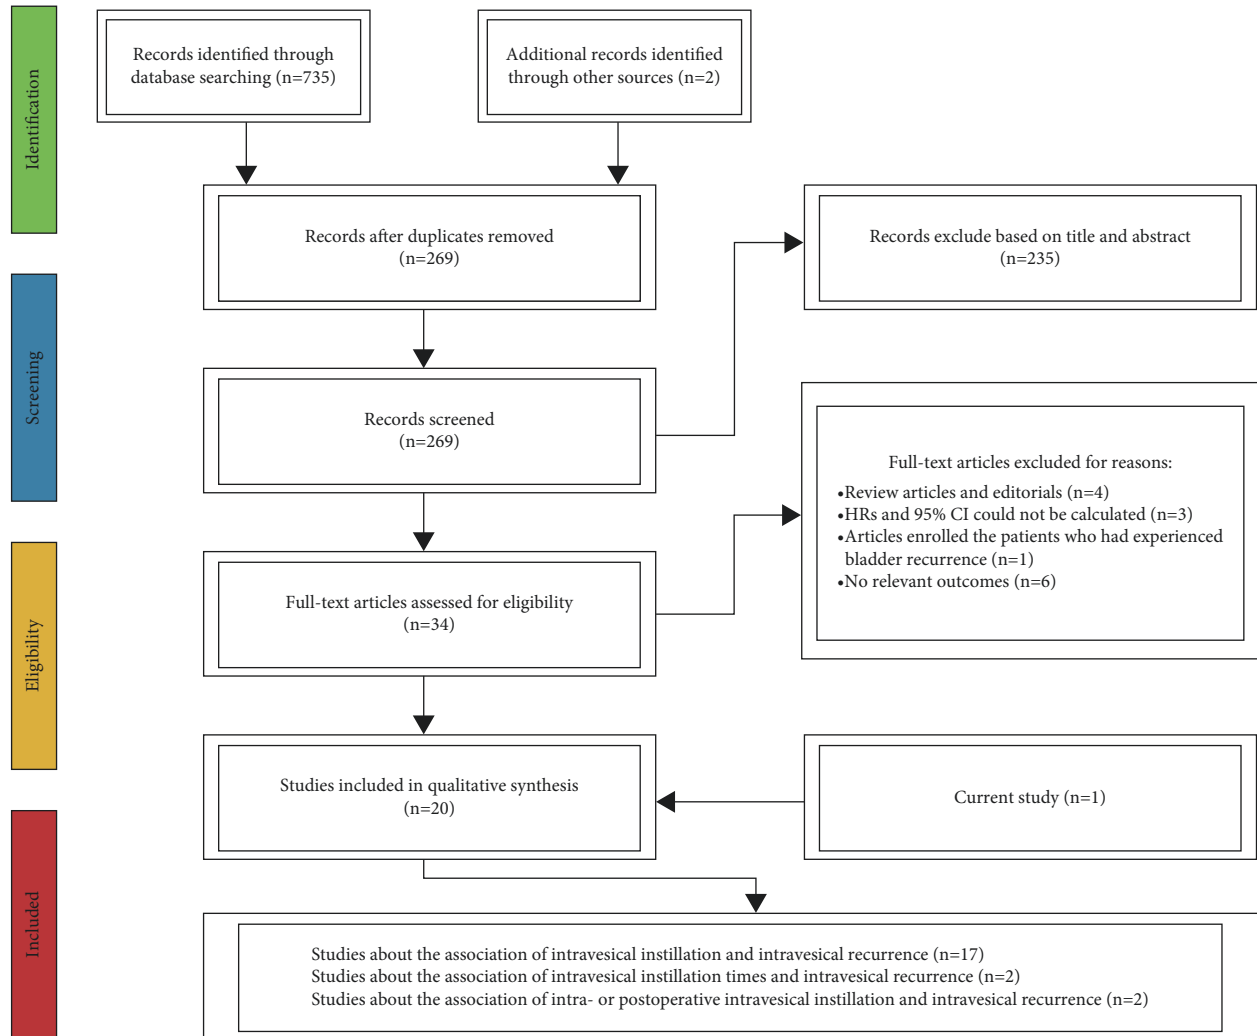 Identification
Records identified through
database searching (n=735)
Additional records identified
through other sources (n=2)
Records after duplicates removed
(n=269)
Records exclude based on title and abstract
(n=235)
Screening
Records screened
(n=269)
Full-text articles excluded for reasons:
•Review articles and editorials (n=4)
•HRs and 95% CI could not be calculated (n=3)
•Articles enrolled the patients who had experienced
bladder recurrence (n=1)
•No relevant outcomes (n=6)
Eligibility
Full-text articles assessed for eligibility
(n=34)
Studies included in qualitative synthesis
(n=20)
Current study (n=1)
Included
Studies about the association of intravesical instillation and intravesical recurrence (n=17)
Studies about the association of intravesical instillation times and intravesical recurrence (n=2)
Studies about the association of intra- or postoperative intravesical instillation and intravesical recurrence (n=2)